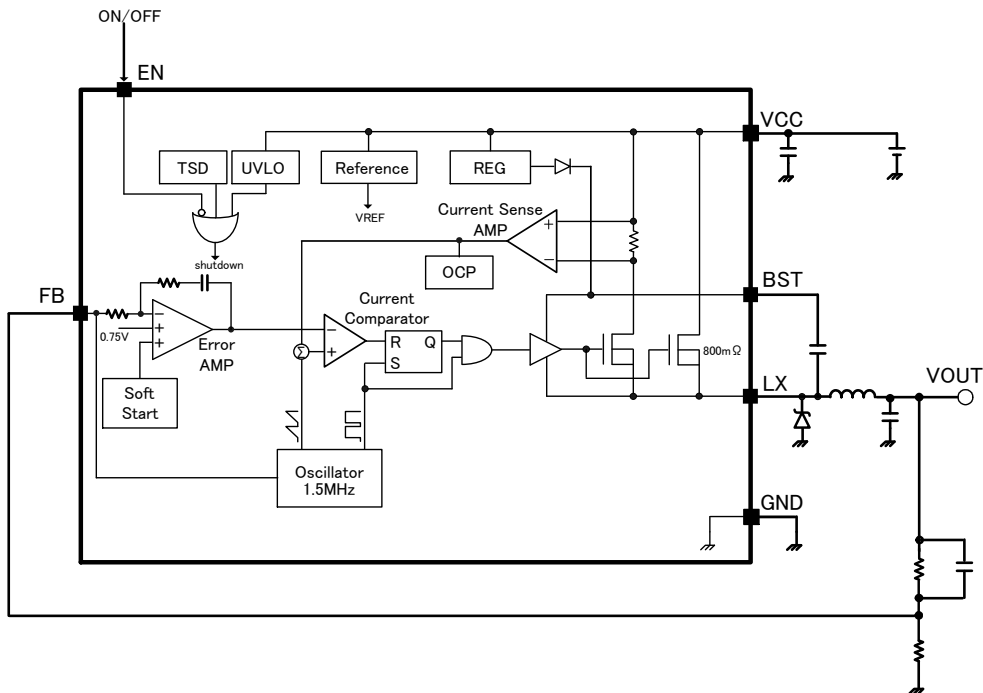 ON/OFF
EN
VCC
TSD
UVLO
Reference
REG
VREF
Current Sense
AMP
+
−
OCP
shutdown
BST
FB
Current
Comparator
−
+
+
0.75V
Error
AMP
−
+
Σ
R
Q
S
800mΩ
Soft
Start
LX
VOUT
Oscillator
1.5MHz
GND